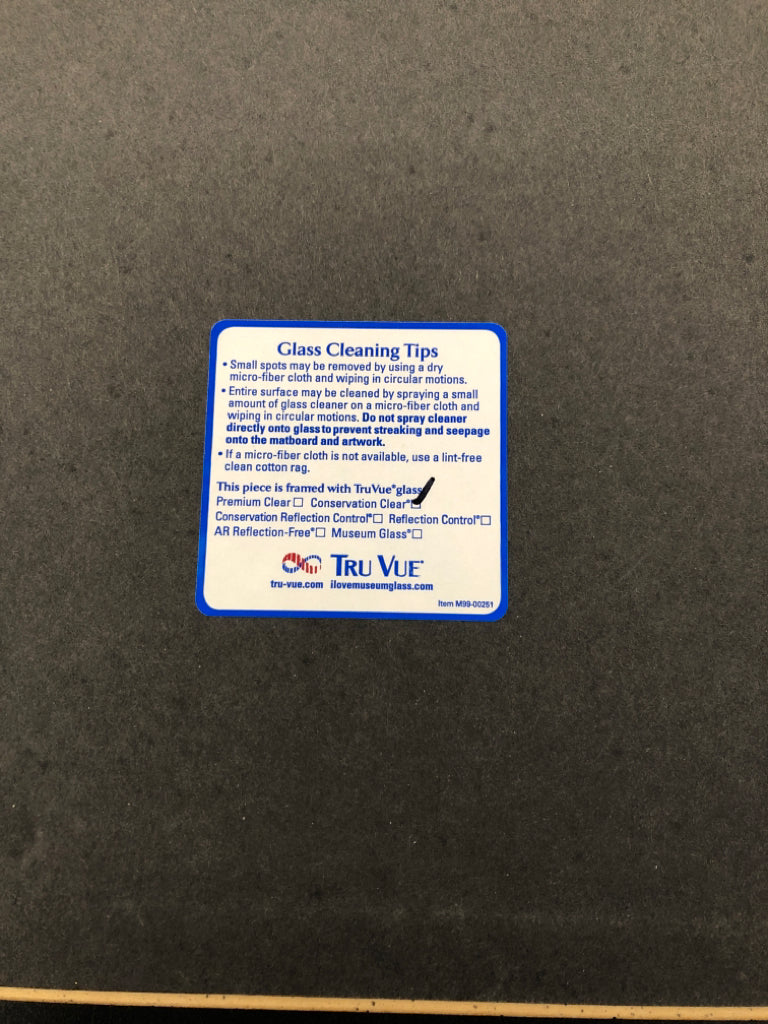 Glass Cleaning Tips
• Small spots may be removed by using a dry
micro-fiber cloth and wiping in circular motions.
• Entire surface may be cleaned by spraying a small
amount of glass cleaner on a micro-fiber cloth and
wiping in circular motions. Do not spray cleaner
directly onto glass to prevent streaking and seepage
onto the matboard and artwork.
• If a micro-fiber cloth is not available, use a lint-free
clean cotton rag.
This piece is framed with Tru Vue® glass
Premium Clear □ Conservation Clear® □
Conservation Reflection Control® □ Reflection Control® □
AR Reflection-Free® □ Museum Glass® □
TRU VUE®
tru-vue.com ilovemuseumglass.com
Item M99-00251